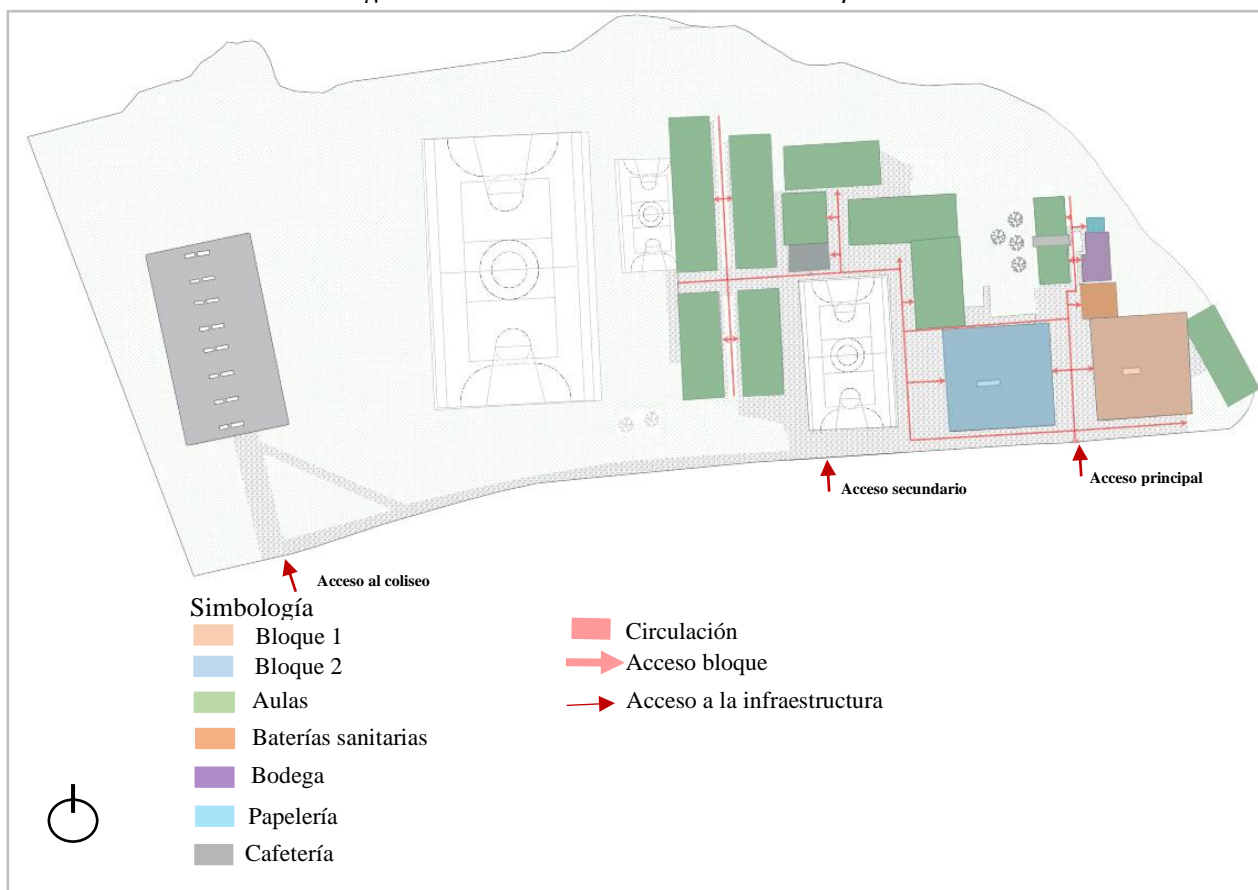 Acceso principal
Acceso secundario
Acceso al coliseo
Simbología
Bloque 1
Bloque 2
Aulas
Baterías sanitarias
Bodega
Papelería
Cafetería
Circulación
Acceso bloque
Acceso a la infraestructura